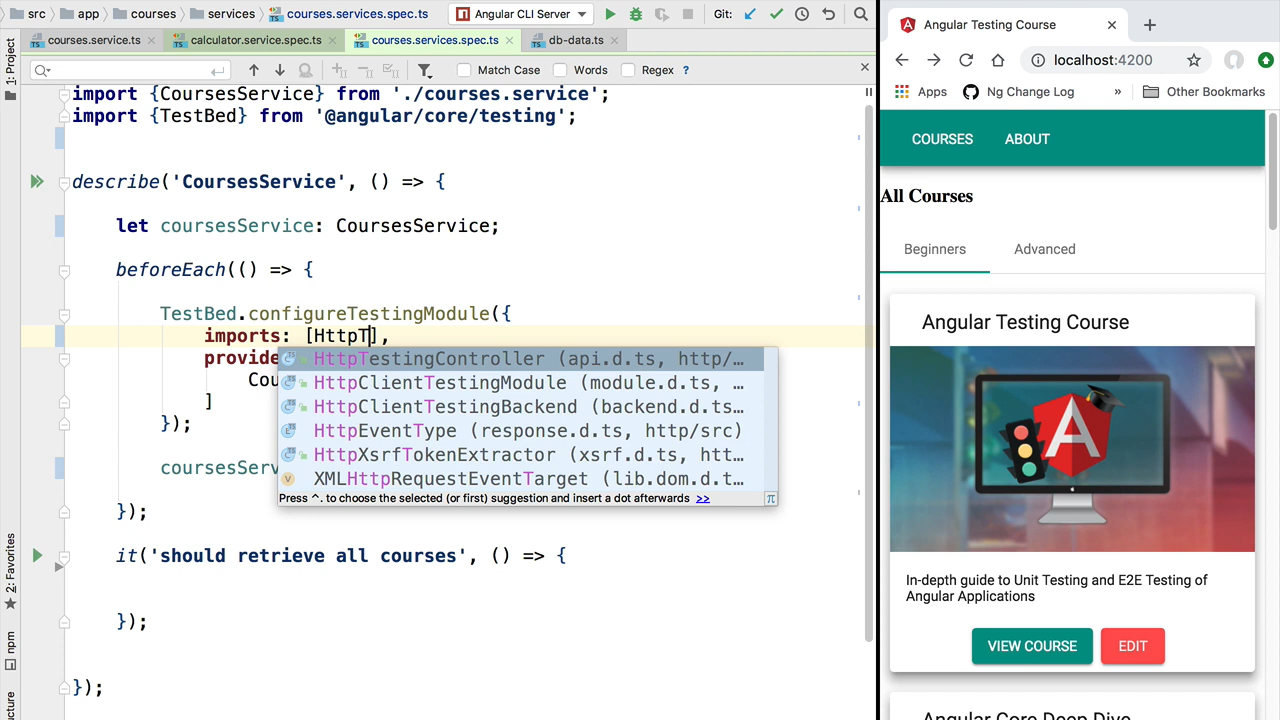 src app courses services courses.services.spec.ts Angular CLI Server Git:
courses.service.ts calculator.service.spec.ts courses.services.spec.ts db-data.ts
Match Case Words Regex ?
1: Project
2: Favorites
npm
ucture
import {CoursesService} from './courses.service';
import {TestBed} from '@angular/core/testing';
describe('CoursesService', () => {
let coursesService: CoursesService;
beforeEach(() => {
TestBed.configureTestingModule({
imports: [HttpT],
provide
Cou
]
});
coursesServ
});
it('should retrieve all courses', () => {
});
});
HttpTestingController (api.d.ts, http/…
HttpClientTestingModule (module.d.ts, …
HttpClientTestingBackend (backend.d.ts…
HttpEventType (response.d.ts, http/src)
HttpXsrfTokenExtractor (xsrf.d.ts, htt…
XMLHttpRequestEventTarget (lib.dom.d.t…
Press ^. to choose the selected (or first) suggestion and insert a dot afterwards >>
π
Angular Testing Course
localhost:4200
Apps Ng Change Log » Other Bookmarks
COURSES ABOUT
All Courses
Beginners Advanced
Angular Testing Course
A
In-depth guide to Unit Testing and E2E Testing of
Angular Applications
VIEW COURSE EDIT
Angular Core Deep Dive